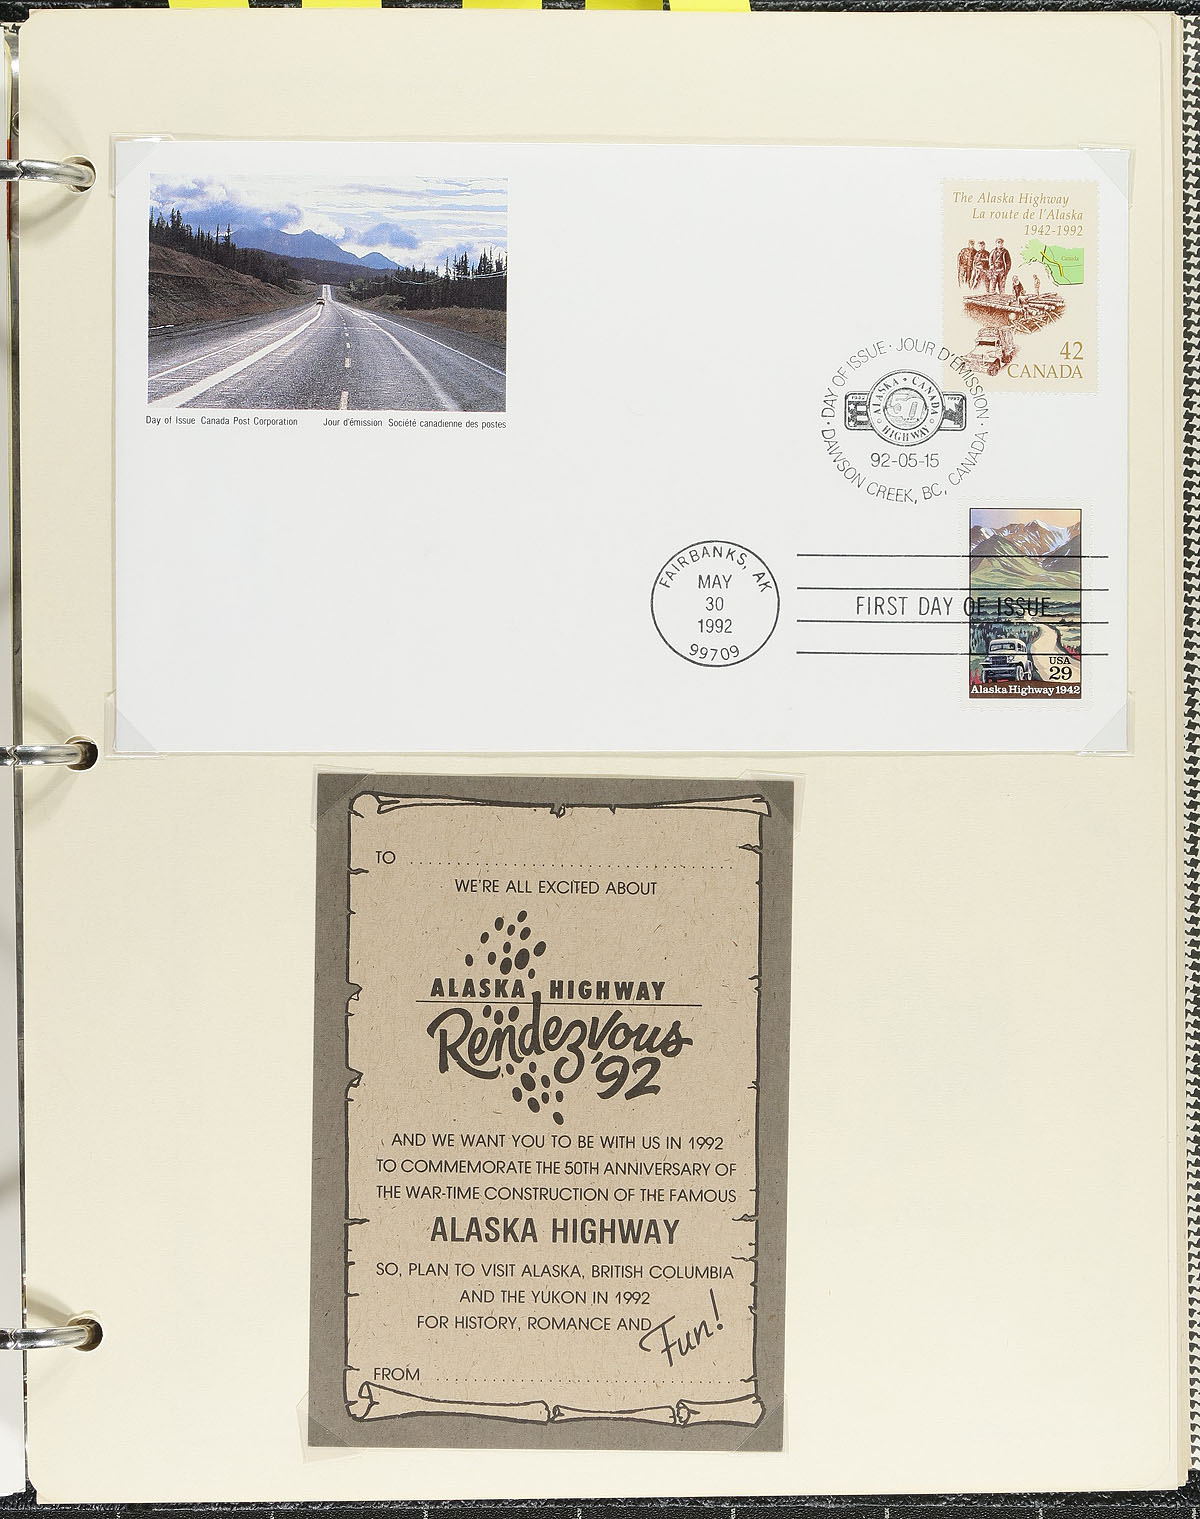 The Alaska Highway
La route de l'Alaska
1942-1992
Canada
42
CANADA
Day of Issue Canada Post Corporation Jour d'émission Société canadienne des postes
· DAY OF ISSUE · JOUR D'ÉMISSION ·
ALASKA · CANADA
HIGHWAY
92-05-15
DAWSON CREEK, BC, CANADA
FAIRBANKS, AK
MAY
30
1992
99709
FIRST DAY OF ISSUE
USA
29
Alaska Highway 1942
TO
WE'RE ALL EXCITED ABOUT
ALASKA HIGHWAY
Rendezvous
'92
AND WE WANT YOU TO BE WITH US IN 1992
TO COMMEMORATE THE 50TH ANNIVERSARY OF
THE WAR-TIME CONSTRUCTION OF THE FAMOUS
ALASKA HIGHWAY
SO, PLAN TO VISIT ALASKA, BRITISH COLUMBIA
AND THE YUKON IN 1992
FOR HISTORY, ROMANCE AND Fun!
FROM